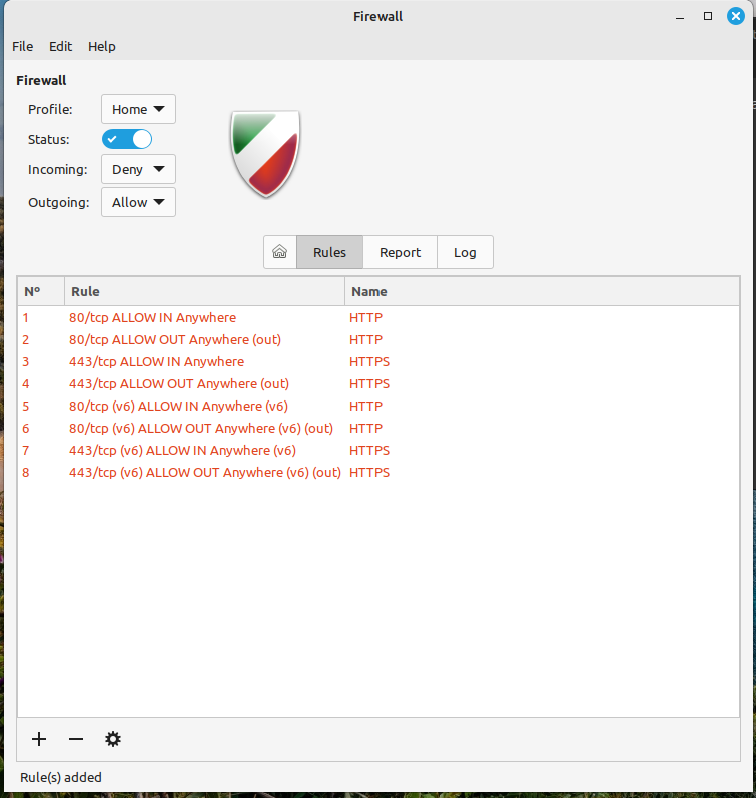 Firewall
File Edit Help
Firewall
Profile: Home
Status:
Incoming: Deny
Outgoing: Allow
Rules Report Log
Nº Rule Name
1 80/tcp ALLOW IN Anywhere HTTP
2 80/tcp ALLOW OUT Anywhere (out) HTTP
3 443/tcp ALLOW IN Anywhere HTTPS
4 443/tcp ALLOW OUT Anywhere (out) HTTPS
5 80/tcp (v6) ALLOW IN Anywhere (v6) HTTP
6 80/tcp (v6) ALLOW OUT Anywhere (v6) (out) HTTP
7 443/tcp (v6) ALLOW IN Anywhere (v6) HTTPS
8 443/tcp (v6) ALLOW OUT Anywhere (v6) (out) HTTPS
Rule(s) added